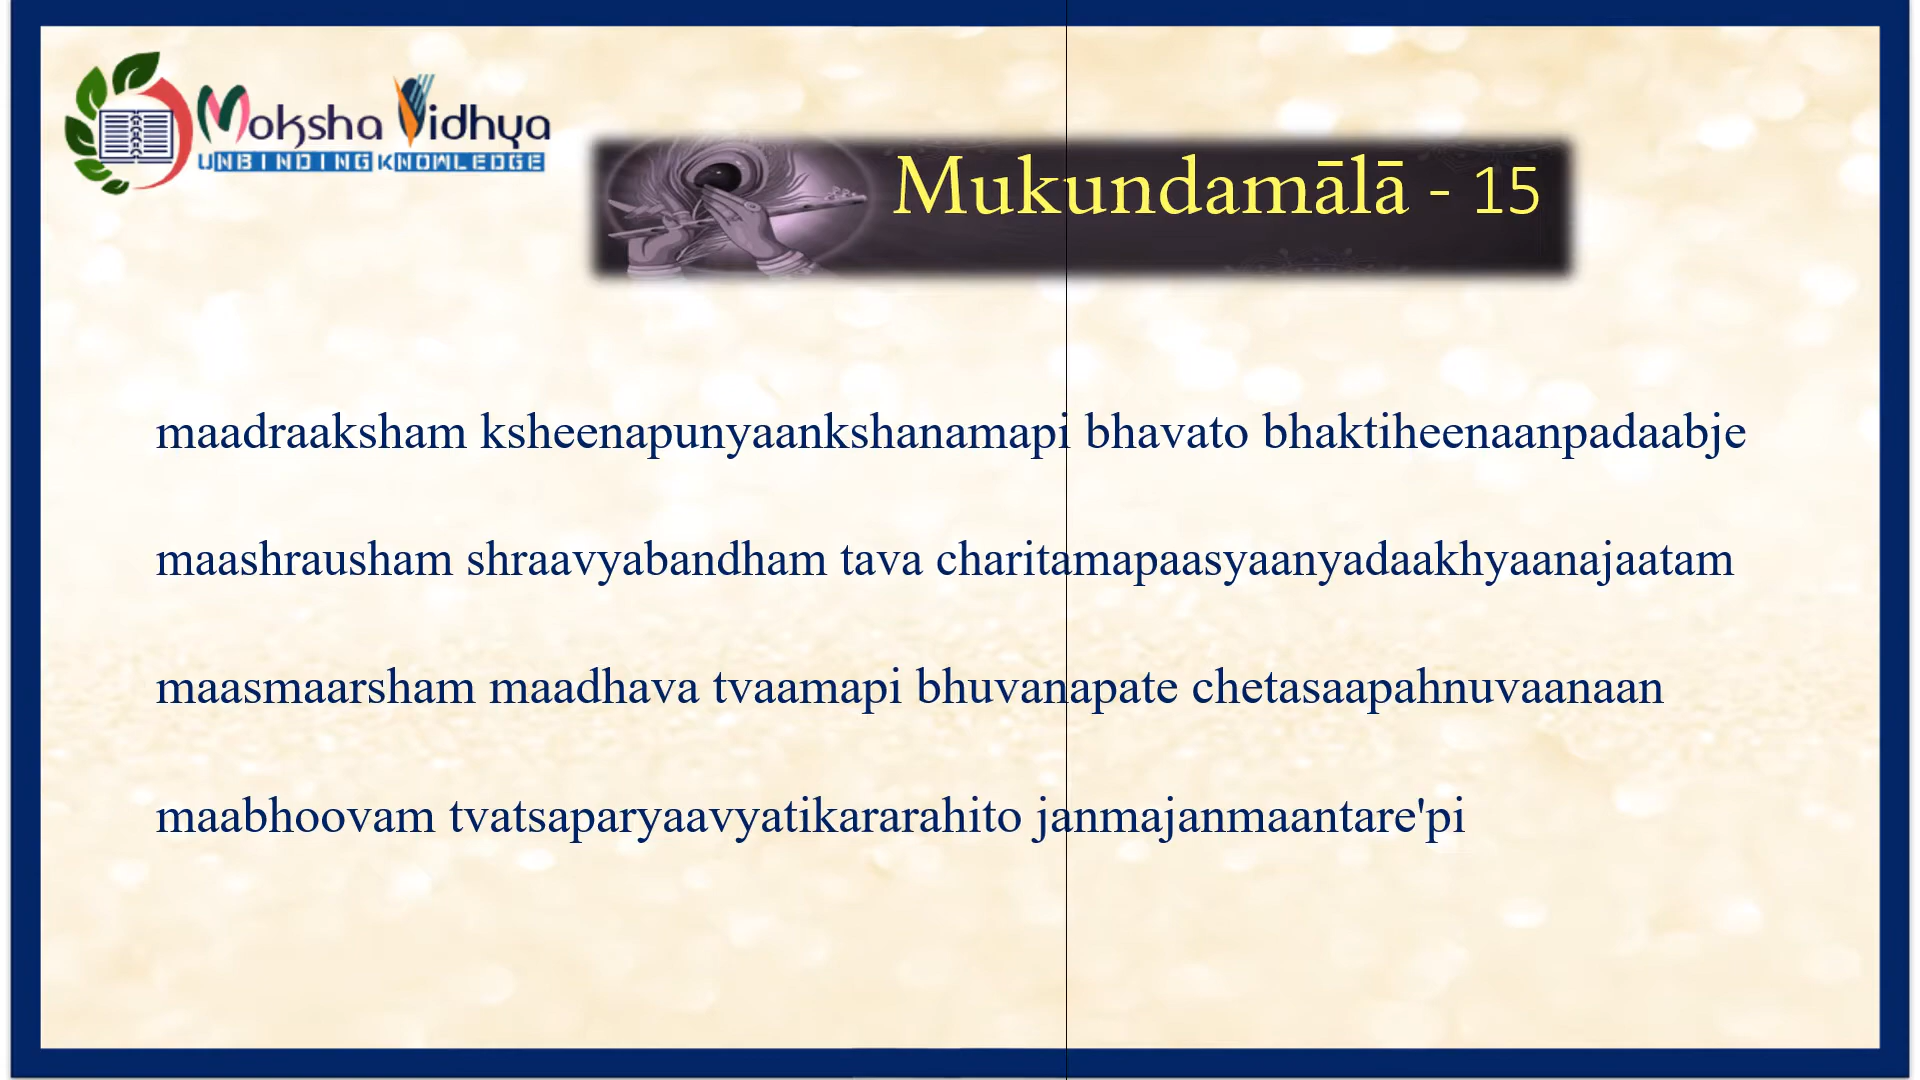 Moksha Vidhya
UNBINDING KNOWLEDGE
Mukundamālā - 15
maadraaksham ksheenapunyaankshanamapi bhavato bhaktiheenaanpadaabje
maashrausham shraavyabandham tava charitamapaasyaanyadaakhyaanajaatam
maasmaarsham maadhava tvaamapi bhuvanapate chetasaapahnuvaanaan
maabhoovam tvatsaparyaavyatikararahito janmajanmaantare'pi